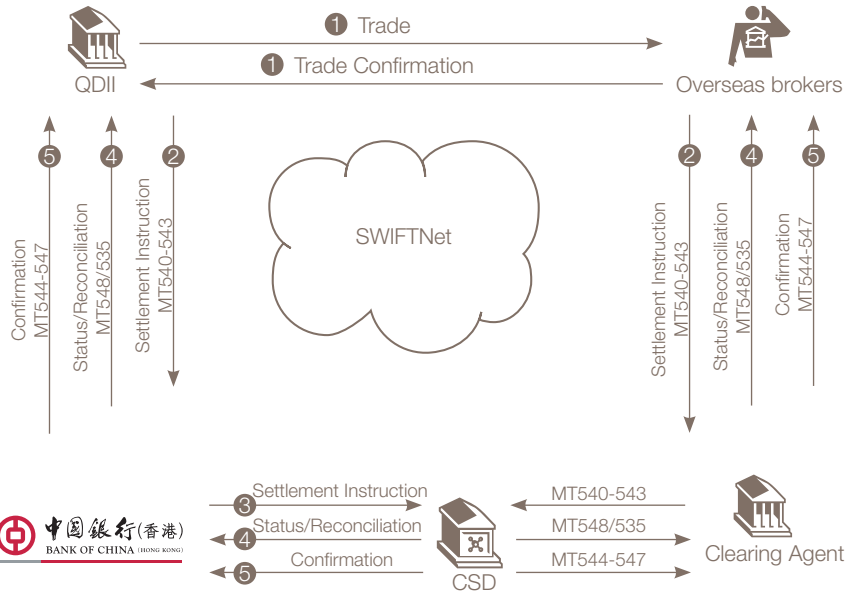 1 Trade
1 Trade Confirmation
QDII
Overseas brokers
5
4
2
2
4
5
Confirmation
MT544-547
Status/Reconciliation
MT548/535
Settlement Instruction
MT540-543
SWIFTNet
Settlement Instruction
MT540-543
Status/Reconciliation
MT548/535
Confirmation
MT544-547
中国銀行(香港)
BANK OF CHINA (HONG KONG)
3 Settlement Instruction
4 Status/Reconciliation
5 Confirmation
CSD
MT540-543
MT548/535
MT544-547
Clearing Agent